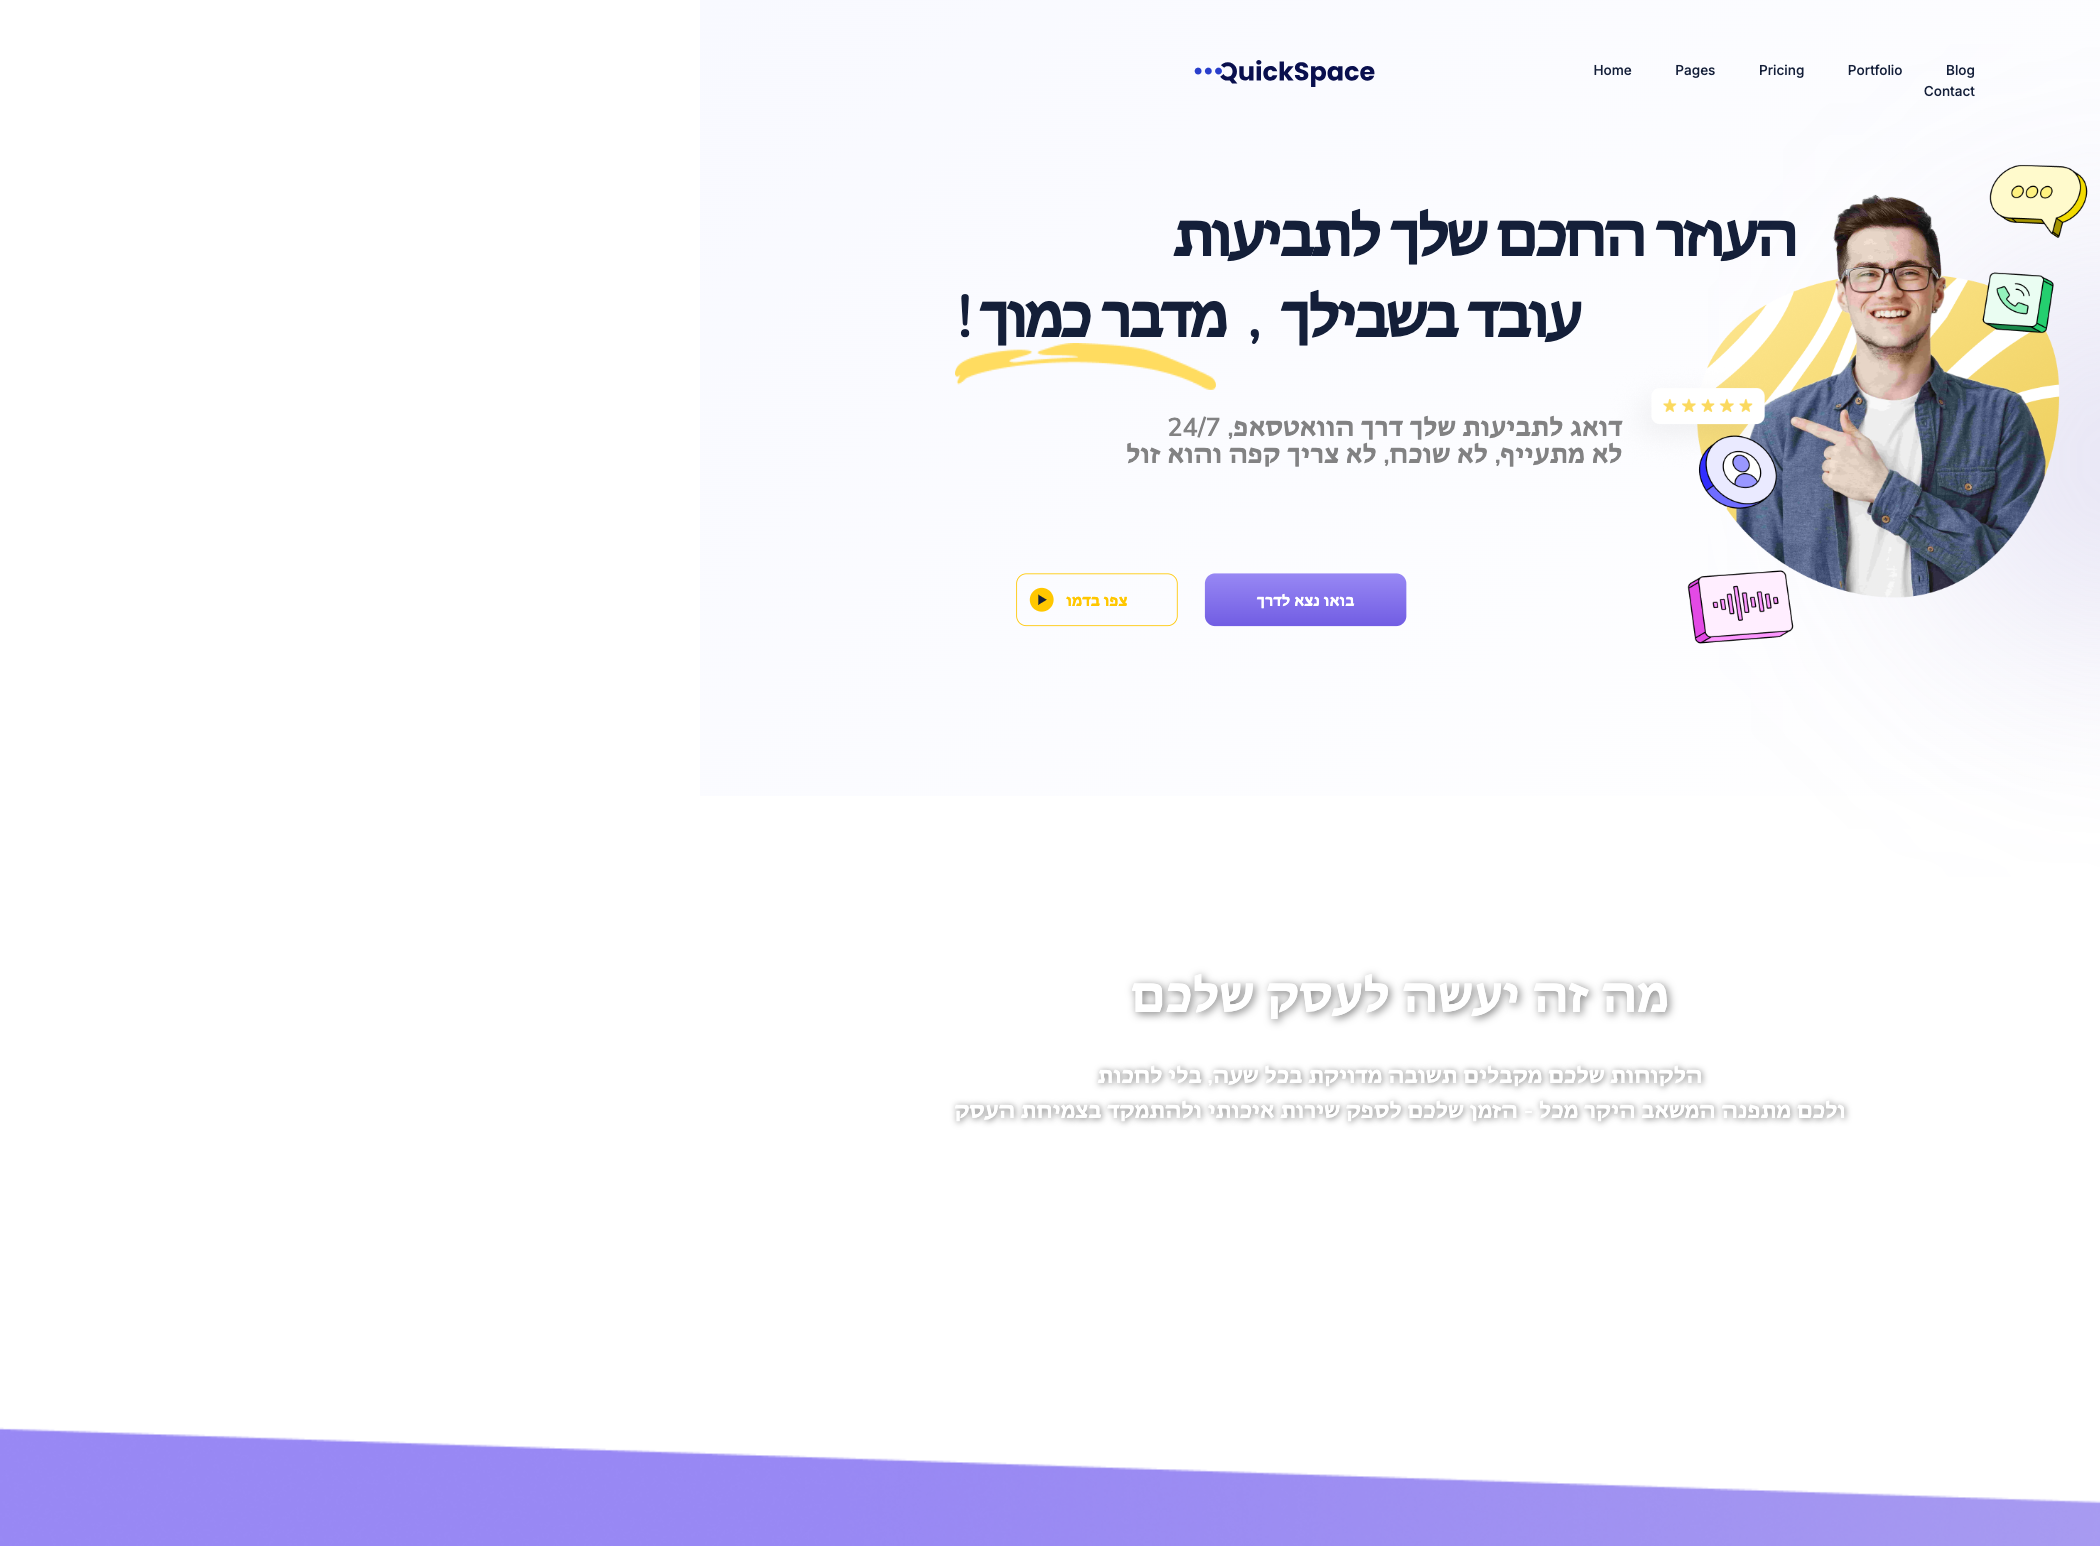 QuickSpace
Home Pages Pricing Portfolio Blog
Contact
העוזר החכם שלך לתביעות
עובד בשבילך , מדבר כמוך!
דואג לתביעות שלך דרך הוואטסאפ, 24/7
לא מתעייף, לא שוכח, לא צריך קפה והוא זול
בואו נצא לדרך
צפו בדמו
מה זה יעשה לעסק שלכם
הלקוחות שלכם מקבלים תשובה מדויקת בכל שעה, בלי לחכות
ולכם מתפנה המשאב היקר מכל - הזמן שלכם לספק שירות איכותי ולהתמקד בצמיחת העסק